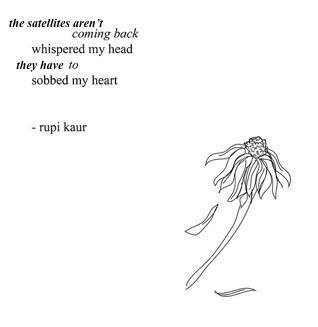 the satellites aren't
coming back
whispered my head
they have to
sobbed my heart
- rupi kaur